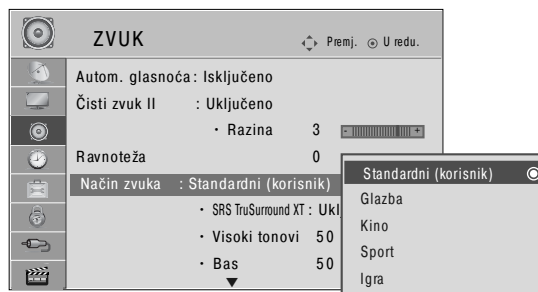 ZVUK
Premj. U redu.
Autom. glasnoća : Isključeno
Čisti zvuk II : Uključeno
• Razina 3 - +
Ravnoteža 0
Način zvuka : Standardni (korisnik)
• SRS TruSurround XT :
• Visoki tonovi 50
• Bas 50
Standardni (korisnik)
Glazba
Kino
Sport
Igra